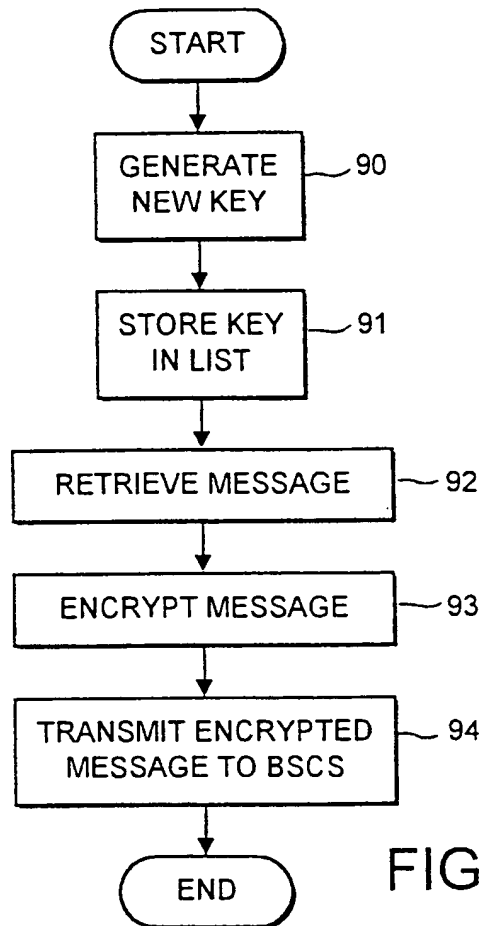 START
GENERATE
NEW KEY
90
STORE KEY
IN LIST
91
RETRIEVE MESSAGE
92
ENCRYPT MESSAGE
93
TRANSMIT ENCRYPTED
MESSAGE TO BSCS
94
END
FIG